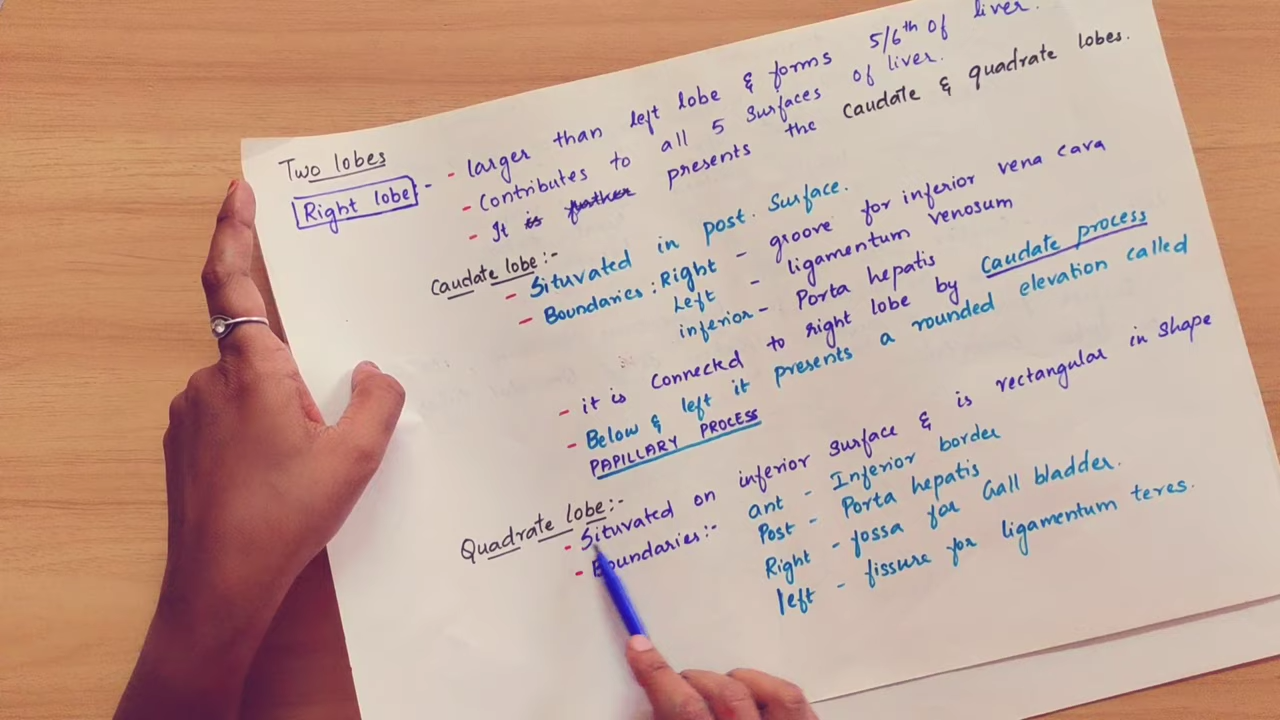 Two lobes
Right lobe :- - larger than left lobe & forms 5/6th of liver.
- Contributes to all 5 surfaces of liver.
- It is further presents the caudate & quadrate lobes.
Caudate lobe :-
- Situvated in post. surface.
- Boundaries : Right - groove for inferior vena cava
Left - ligamentum venosum
inferior - Porta hepatis
- it is connected to right lobe by caudate process
- Below & left it presents a rounded elevation called
PAPILLARY PROCESS
Quadrate lobe :-
- Situvated on inferior surface & is rectangular in shape
- Boundaries :- ant - Inferior border
Post - Porta hepatis
Right - fossa for Gall bladder.
left - fissure for ligamentum teres.